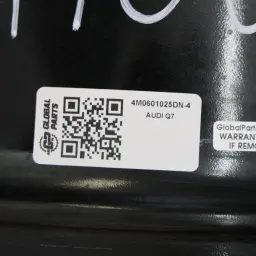 GLOBAL
PARTS
4M0601025DN-4
AUDI Q7
GlobalPart
WARRAN
IF REMO